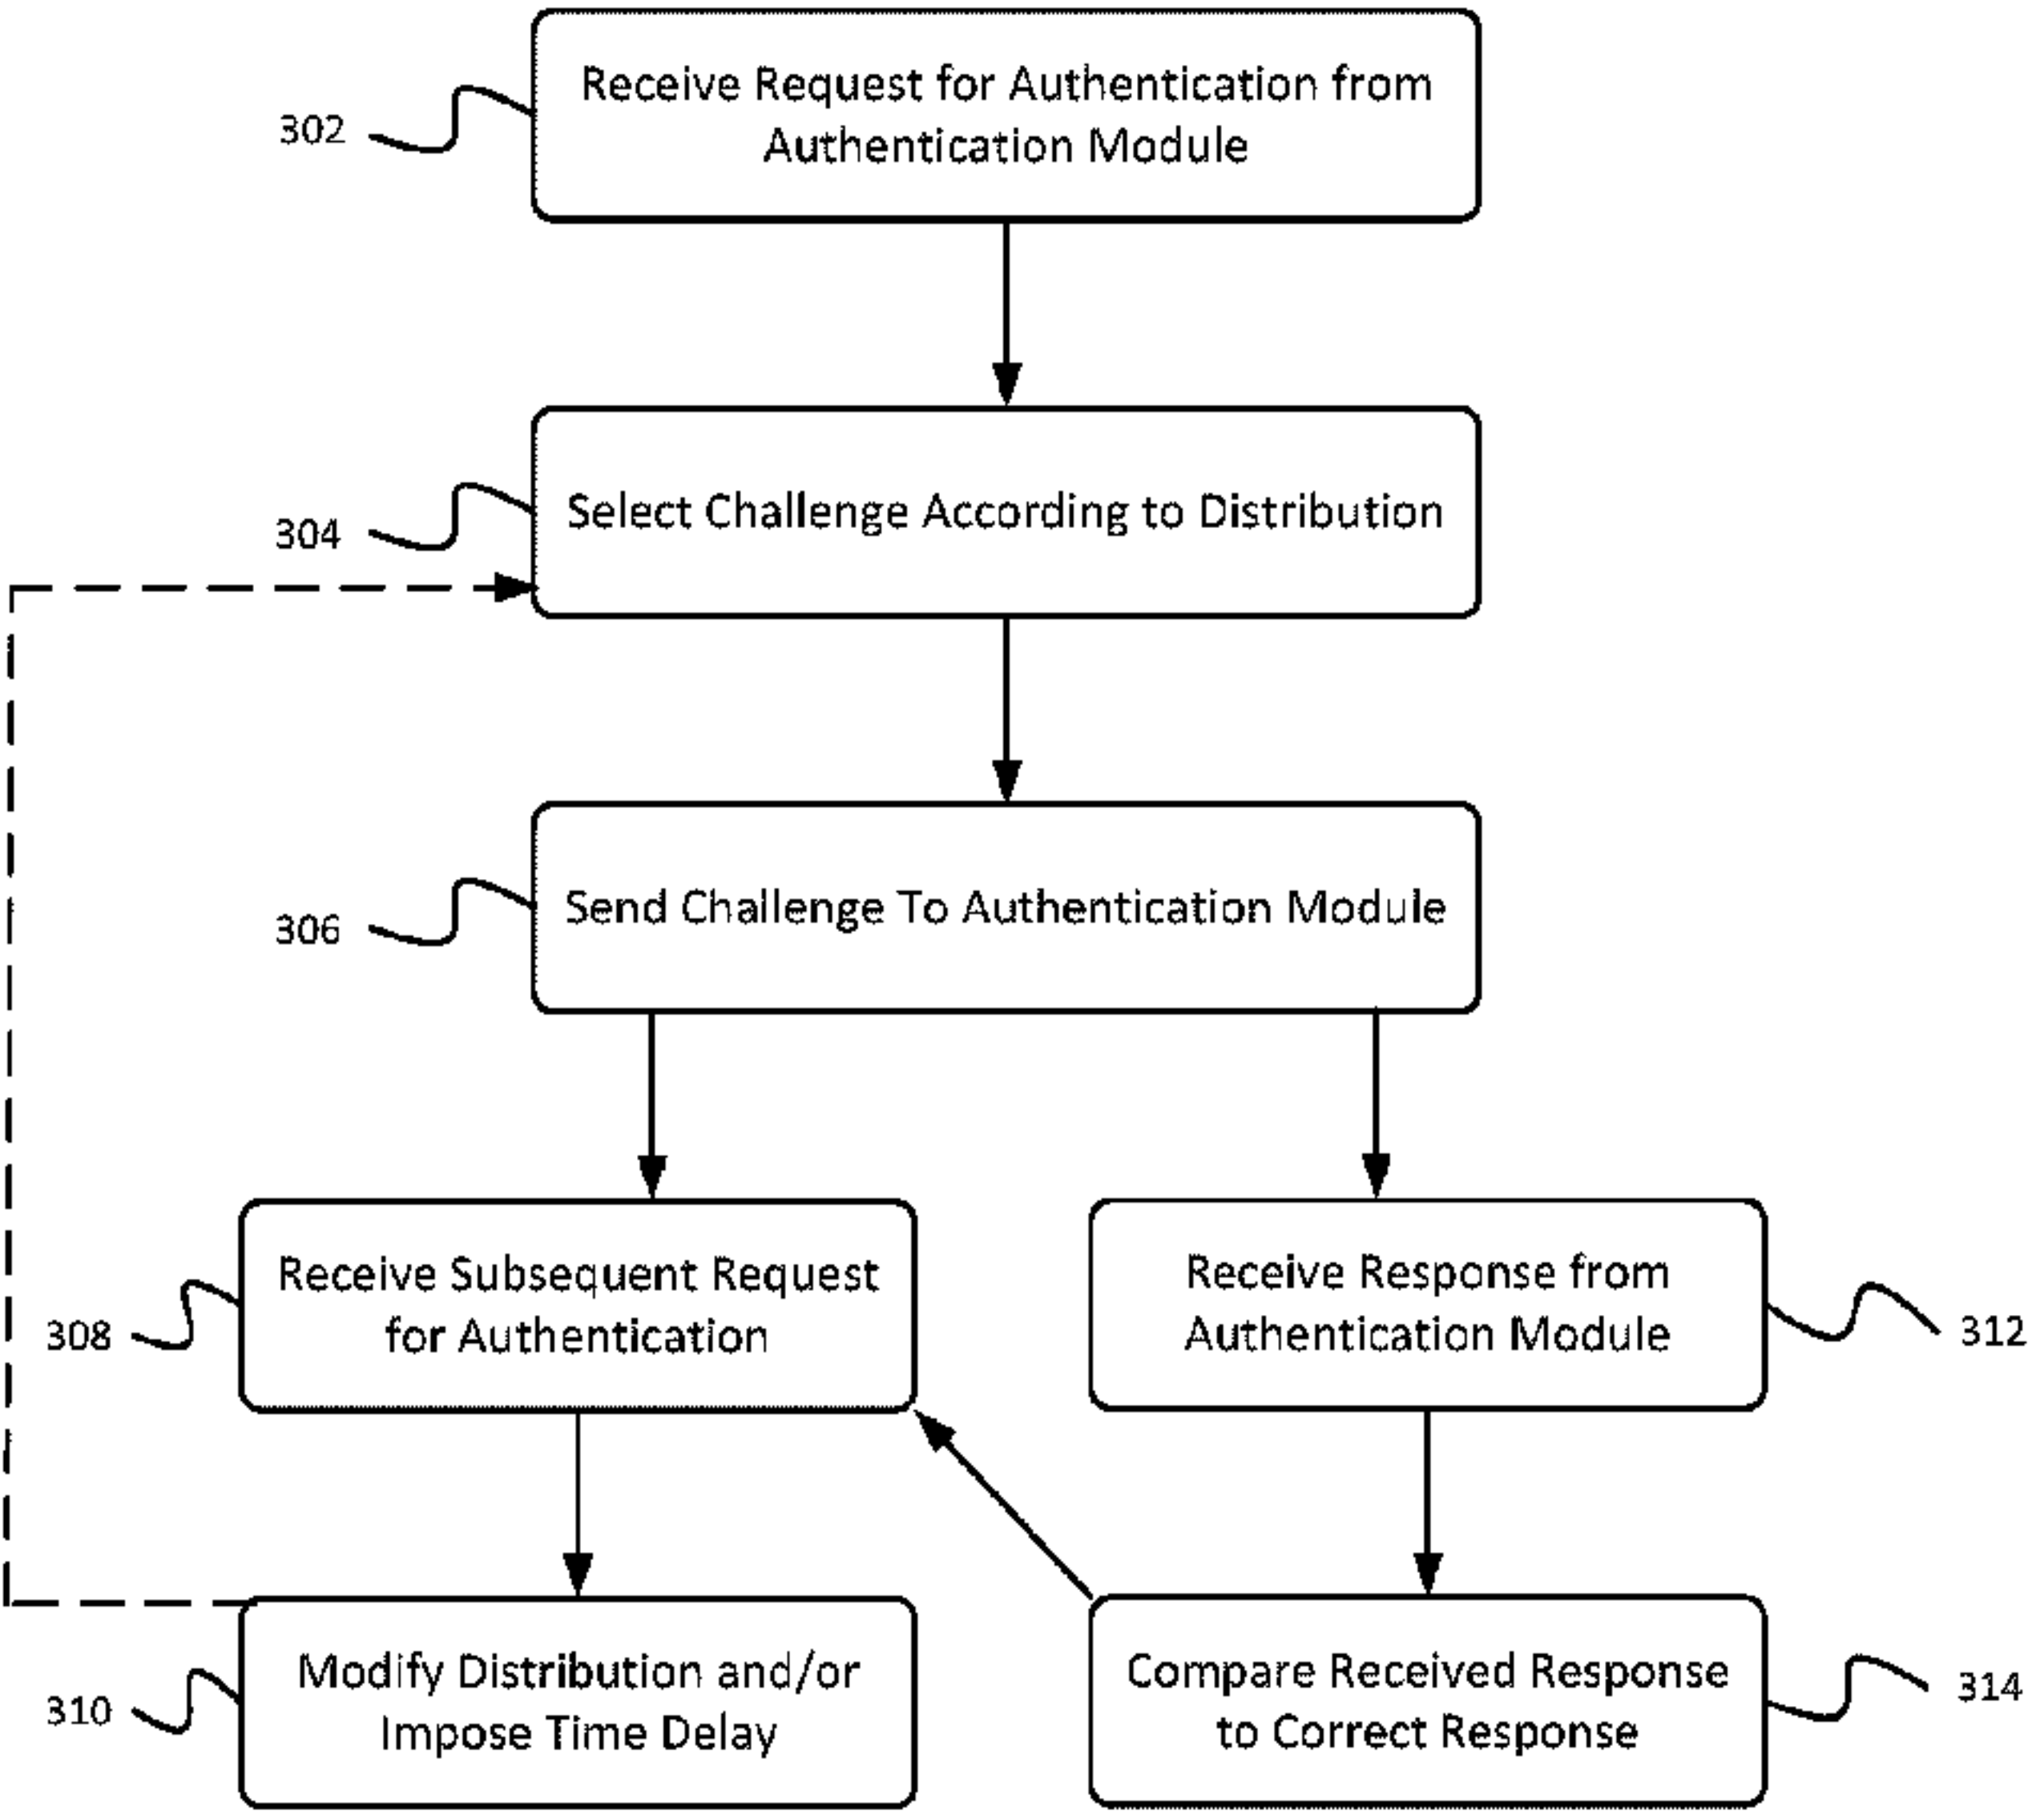 302
Receive Request for Authentication from
Authentication Module
304
Select Challenge According to Distribution
306
Send Challenge To Authentication Module
308
Receive Subsequent Request
for Authentication
Receive Response from
Authentication Module
312
310
Modify Distribution and/or
Impose Time Delay
Compare Received Response
to Correct Response
314